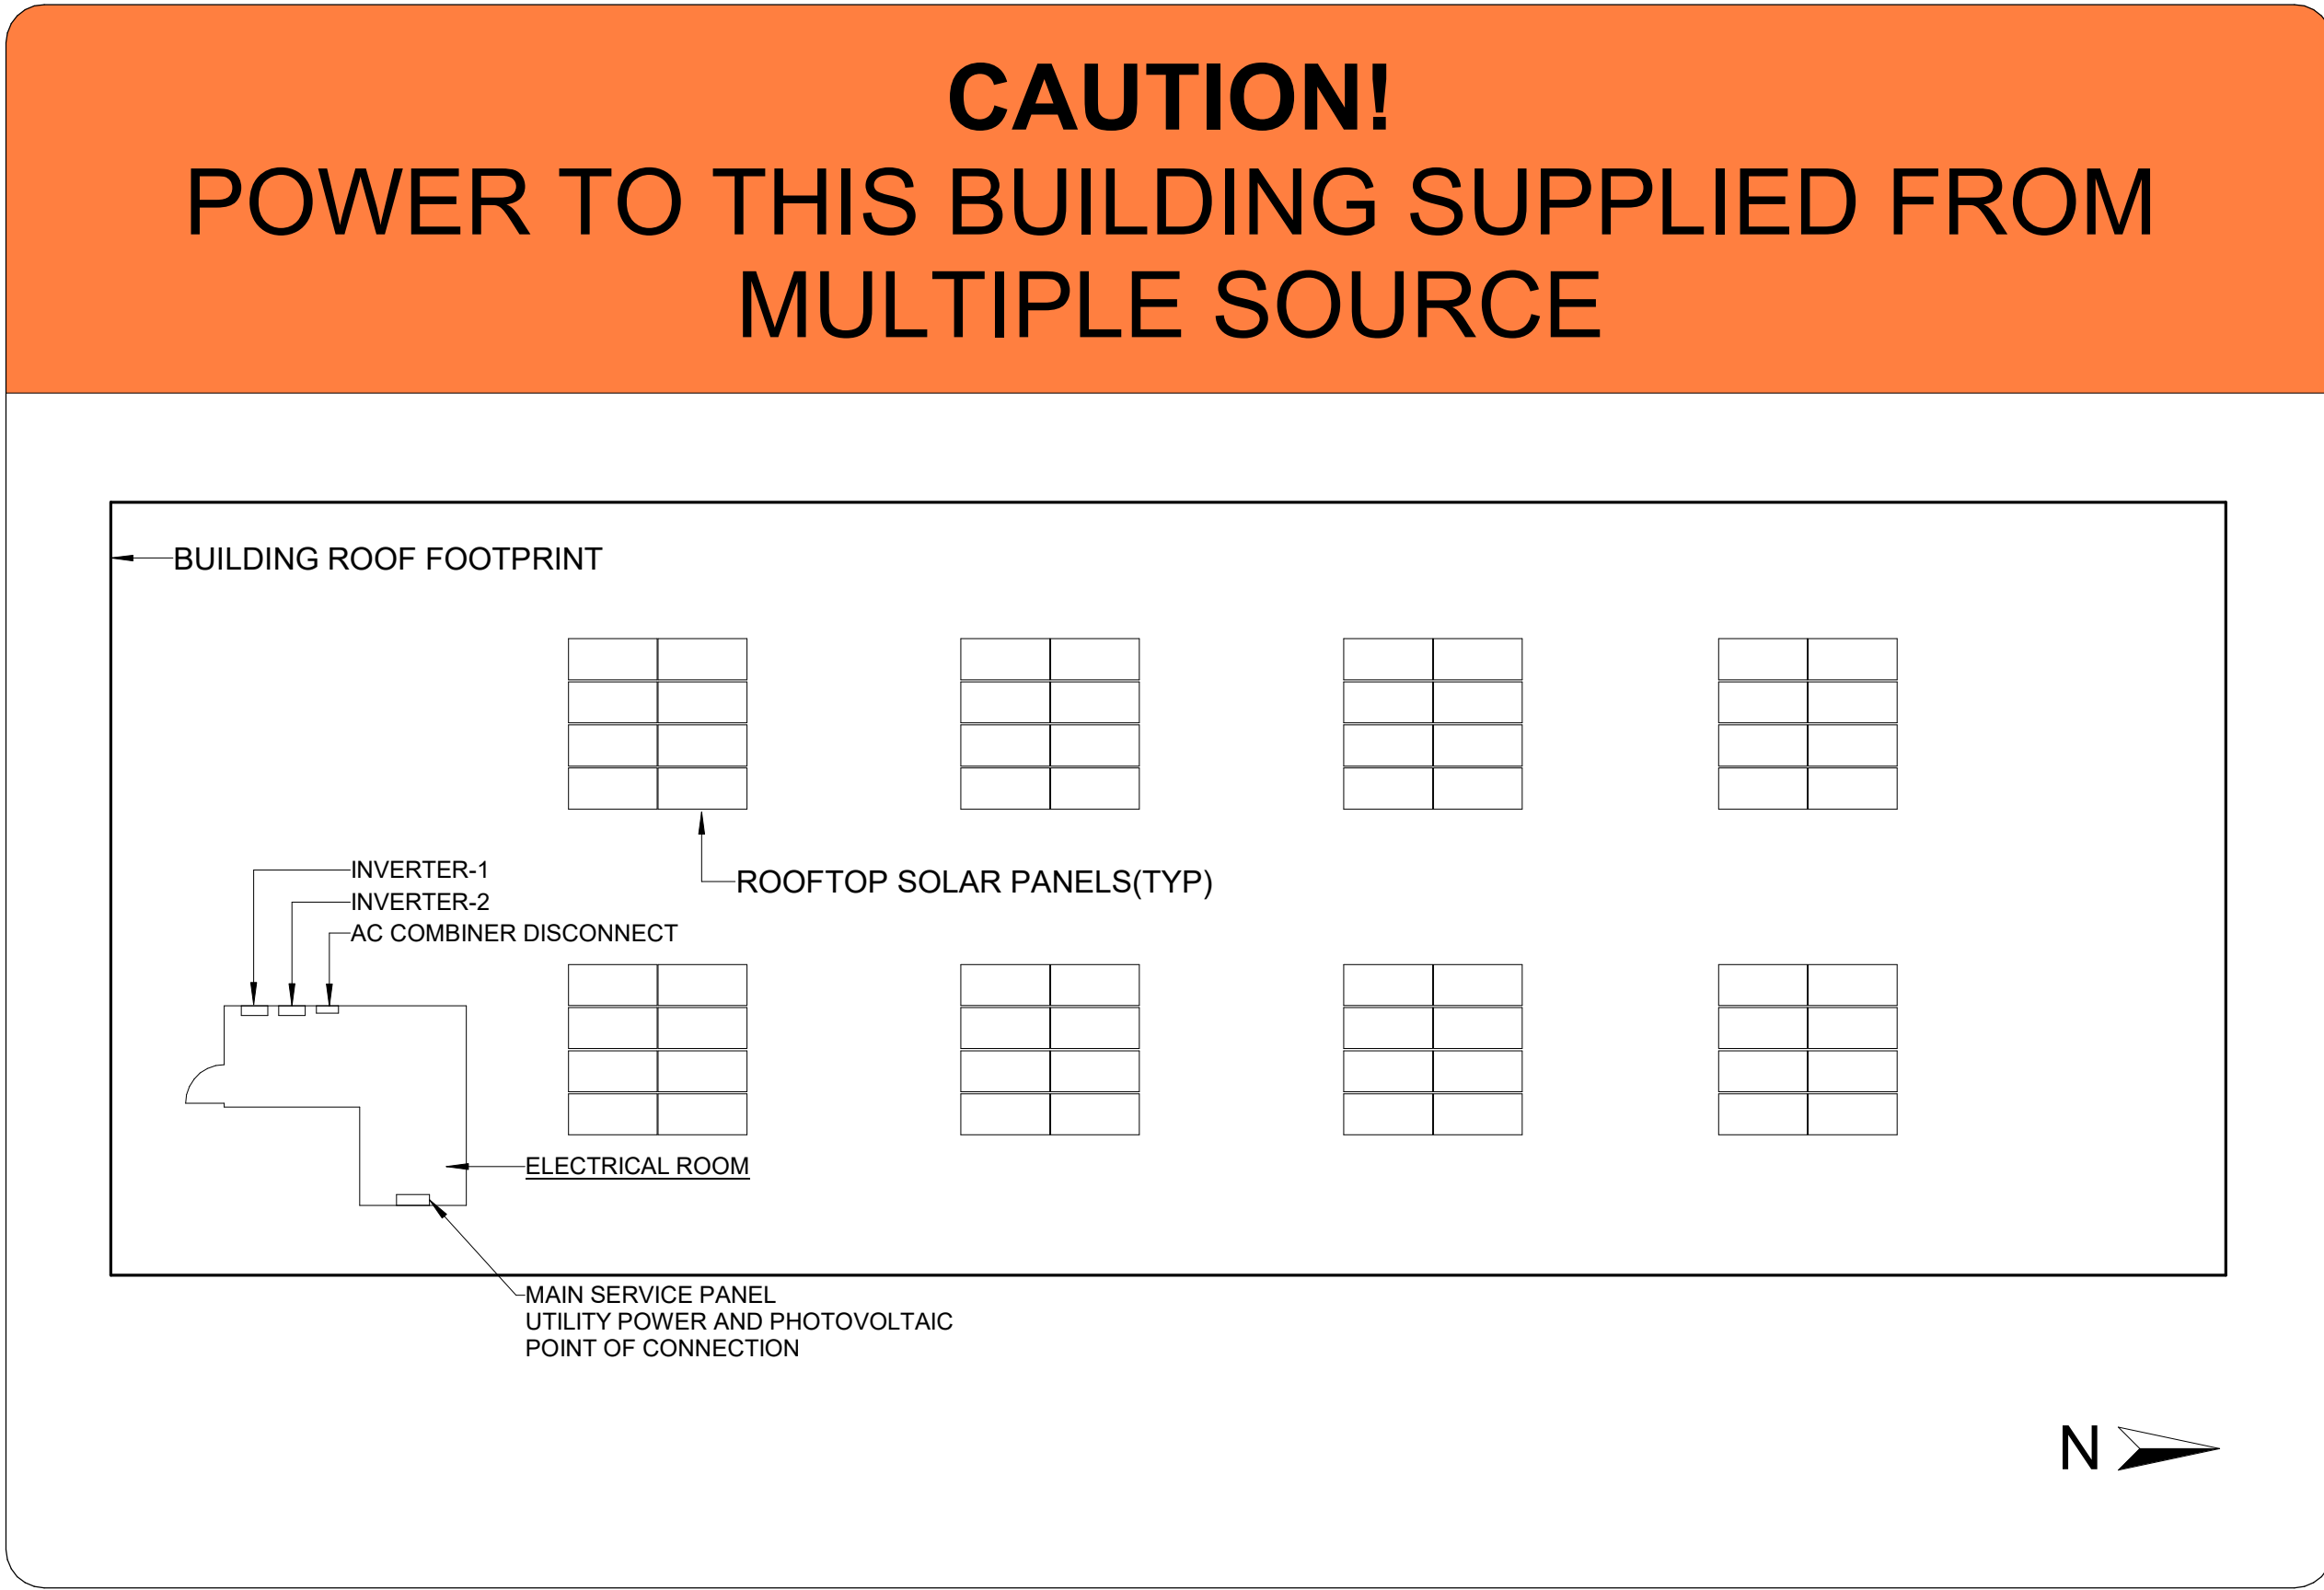 CAUTION!
POWER TO THIS BUILDING SUPPLIED FROM
MULTIPLE SOURCE
BUILDING ROOF FOOTPRINT
ROOFTOP SOLAR PANELS(TYP)
INVERTER-1
INVERTER-2
AC COMBINER DISCONNECT
ELECTRICAL ROOM
MAIN SERVICE PANEL
UTILITY POWER AND PHOTOVOLTAIC
POINT OF CONNECTION
N